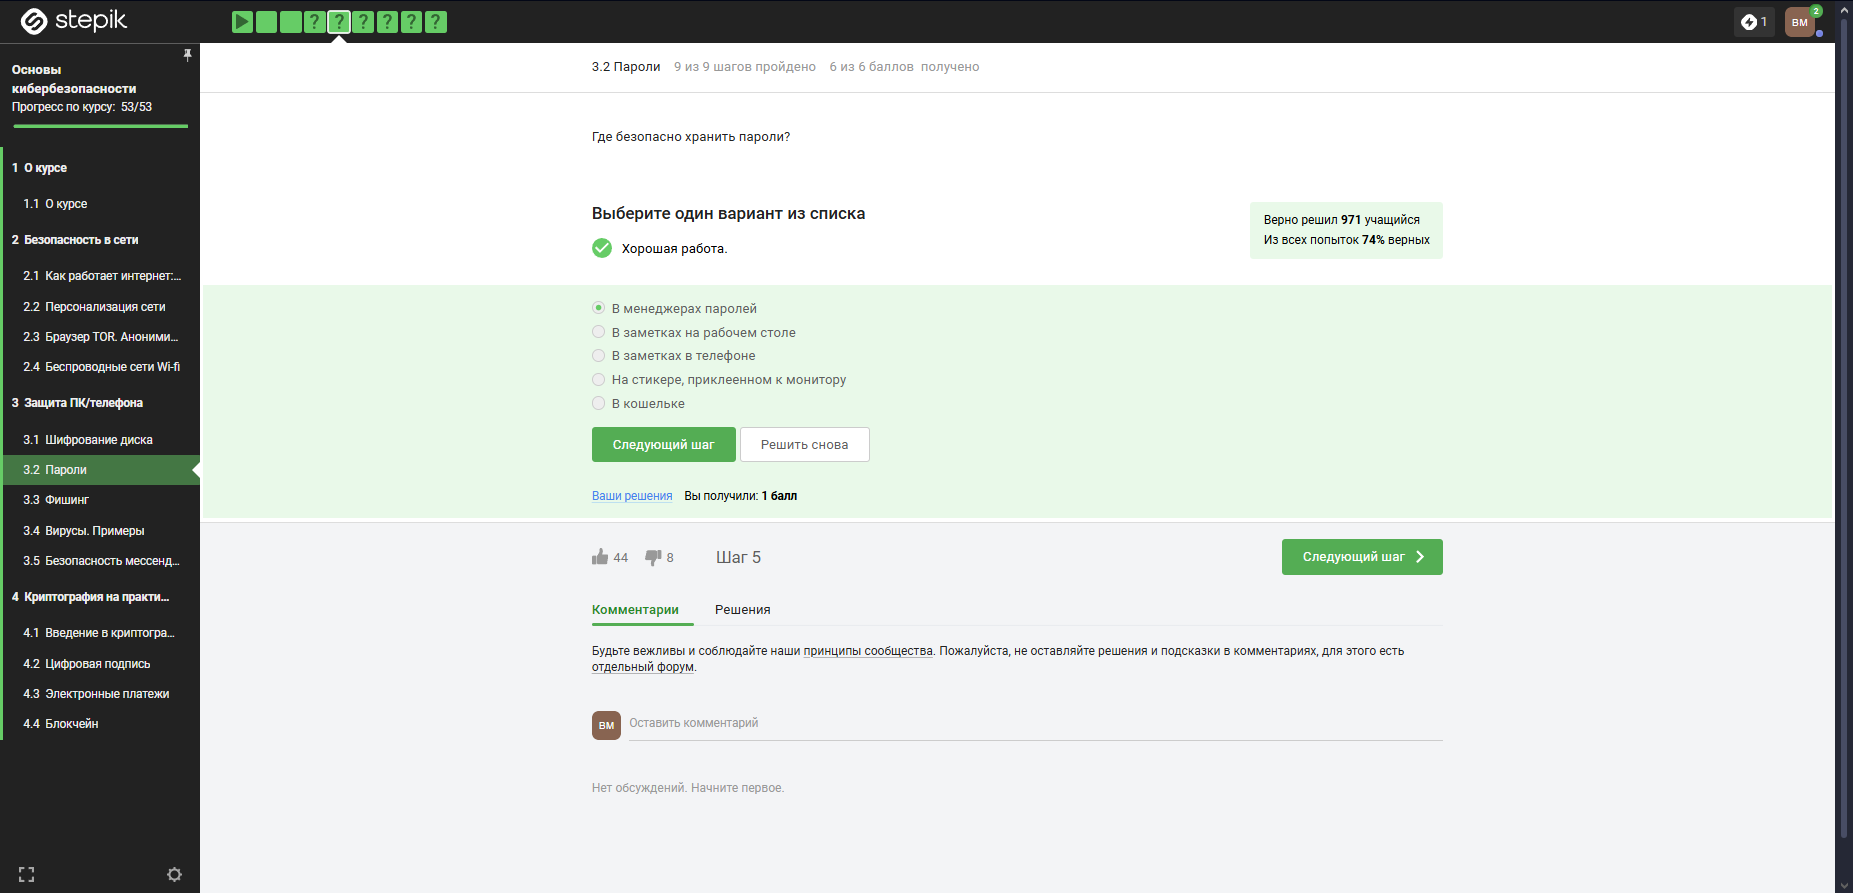 stepik
? ? ? ? ? ?
1
ВМ
2
Основы
кибербезопасности
Прогресс по курсу: 53/53
1 О курсе
1.1 О курсе
2 Безопасность в сети
2.1 Как работает интернет:...
2.2 Персонализация сети
2.3 Браузер TOR. Аноними...
2.4 Беспроводные сети Wi-fi
3 Защита ПК/телефона
3.1 Шифрование диска
3.2 Пароли
3.3 Фишинг
3.4 Вирусы. Примеры
3.5 Безопасность мессенд...
4 Криптография на практи...
4.1 Введение в криптогра...
4.2 Цифровая подпись
4.3 Электронные платежи
4.4 Блокчейн
3.2 Пароли 9 из 9 шагов пройдено 6 из 6 баллов получено
Где безопасно хранить пароли?
Выберите один вариант из списка
Хорошая работа.
Верно решил 971 учащийся
Из всех попыток 74% верных
В менеджерах паролей
В заметках на рабочем столе
В заметках в телефоне
На стикере, приклеенном к монитору
В кошельке
Следующий шаг Решить снова
Ваши решения Вы получили: 1 балл
44 8 Шаг 5 Следующий шаг
Комментарии Решения
Будьте вежливы и соблюдайте наши принципы сообщества. Пожалуйста, не оставляйте решения и подсказки в комментариях, для этого есть
отдельный форум.
ВМ Оставить комментарий
Нет обсуждений. Начните первое.